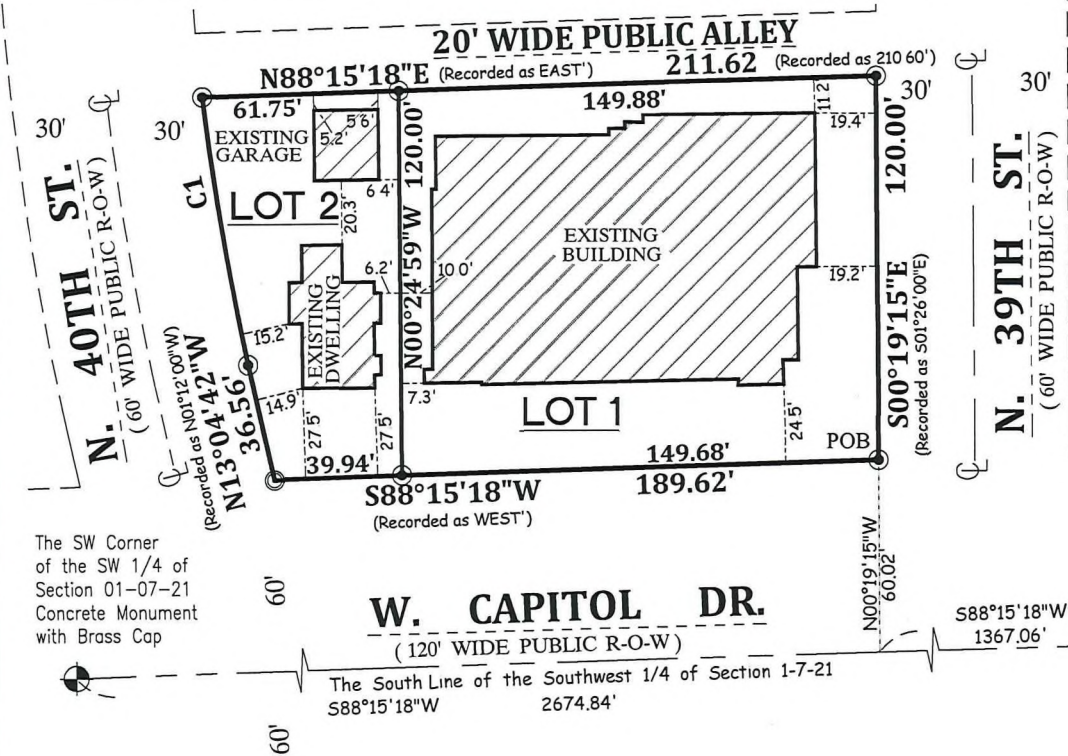 20' WIDE PUBLIC ALLEY
N88°15'18"E (Recorded as EAST') 211.62 (Recorded as 210 60')
30'
30'
30'
30'
61.75'
149.88'
11 2'
19.4'
5.2'
5 6'
EXISTING
GARAGE
6 4'
120.00'
120.00'
C1
LOT 2
20.3'
N. 40TH ST.
(60' WIDE PUBLIC R-O-W)
EXISTING
BUILDING
N. 39TH ST.
(60' WIDE PUBLIC R-O-W)
6.2'
10 0'
19.2'
N00°24'59"W
S00°19'15"E
(Recorded as S01°26'00"E)
EXISTING
DWELLING
15.2'
14.9'
N13°04'42"W
36.56'
(Recorded as N01°12'00"W)
7.3'
LOT 1
27 5'
27 5'
24 5'
POB
39.94'
149.68'
S88°15'18"W
189.62'
(Recorded as WEST')
The SW Corner
of the SW 1/4 of
Section 01-07-21
Concrete Monument
with Brass Cap
60'
60'
W. CAPITOL DR.
(120' WIDE PUBLIC R-O-W)
N00°19'15"W
60.02'
S88°15'18"W
1367.06'
The South Line of the Southwest 1/4 of Section 1-7-21
S88°15'18"W 2674.84'